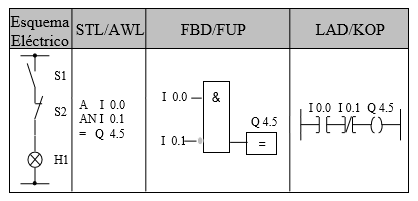 Esquema
Eléctrico
STL/AWL
FBD/FUP
LAD/KOP
S1
S2
H1
A I 0.0
AN I 0.1
= Q 4.5
I 0.0
&
I 0.1
Q 4.5
=
I 0.0 I 0.1 Q 4.5